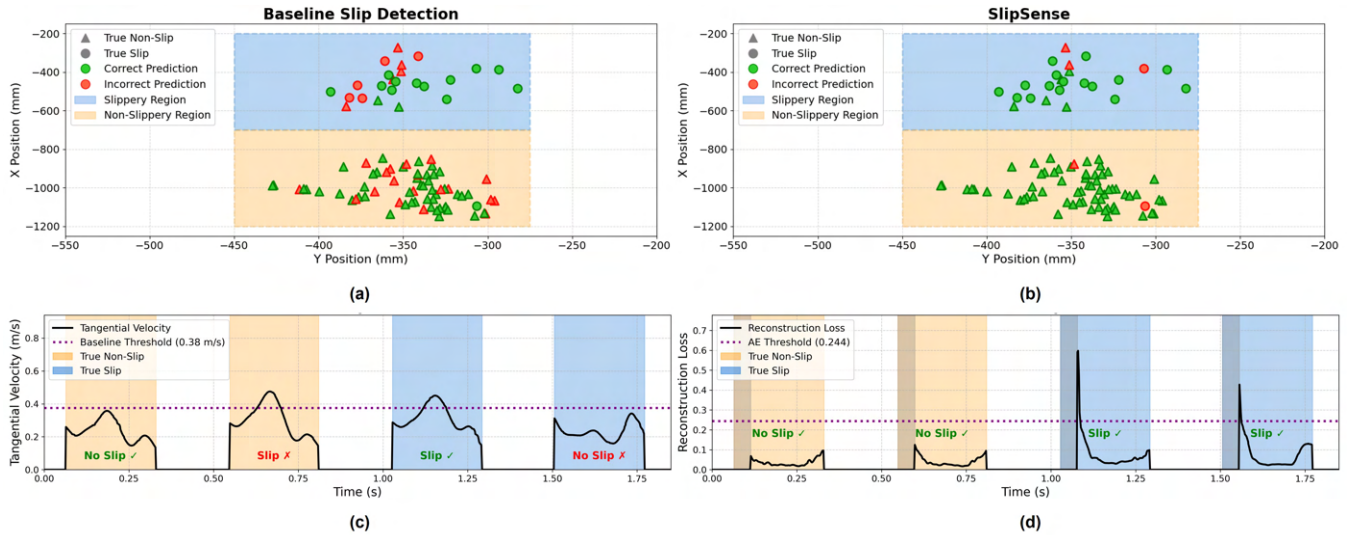 Baseline Slip Detection
X Position (mm)
−200
−400
−600
−800
−1000
−1200
True Non-Slip
True Slip
Correct Prediction
Incorrect Prediction
Slippery Region
Non-Slippery Region
−550 −500 −450 −400 −350 −300 −250 −200
Y Position (mm)
(a)
SlipSense
X Position (mm)
−200
−400
−600
−800
−1000
−1200
True Non-Slip
True Slip
Correct Prediction
Incorrect Prediction
Slippery Region
Non-Slippery Region
−550 −500 −450 −400 −350 −300 −250 −200
Y Position (mm)
(b)
Tangential Velocity (m/s)
0.8
0.6
0.4
0.2
0.0
Tangential Velocity
Baseline Threshold (0.38 m/s)
True Non-Slip
True Slip
No Slip ✓ Slip ✗ Slip ✓ No Slip ✗
0.00 0.25 0.50 0.75 1.00 1.25 1.50 1.75
Time (s)
(c)
Reconstruction Loss
0.7
0.6
0.5
0.4
0.3
0.2
0.1
0.0
Reconstruction Loss
AE Threshold (0.244)
True Non-Slip
True Slip
No Slip ✓ No Slip ✓ Slip ✓ Slip ✓
0.00 0.25 0.50 0.75 1.00 1.25 1.50 1.75
Time (s)
(d)